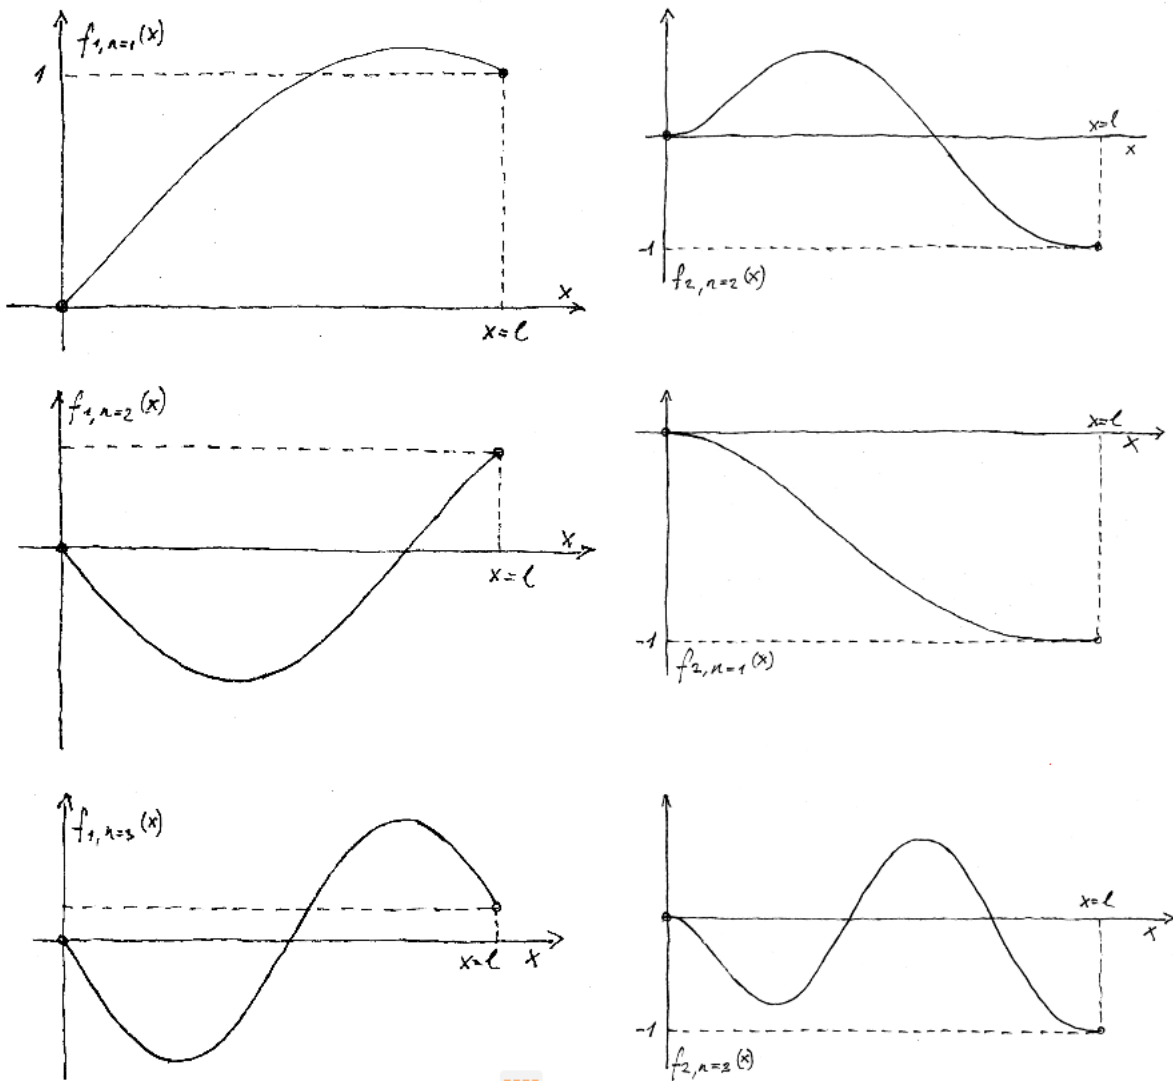 f₁,ₙ₌₁(x)
1
x
x=l
x=l
x
-1
f₂,ₙ₌₂(x)
f₁,ₙ₌₂(x)
x
x=l
x=l
x
-1
f₂,ₙ₌₁(x)
f₁,ₙ₌₃(x)
x=l
x
x=l
x
-1
f₂,ₙ₌₃(x)